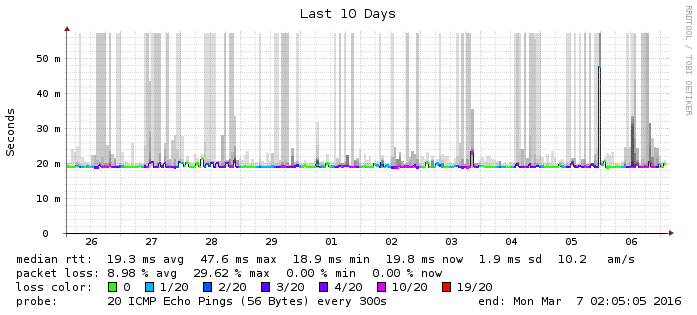 Last 10 Days
RRDTOOL / TOBI OETIKER
Seconds
50 m
40 m
30 m
20 m
10 m
0
26 27 28 29 01 02 03 04 05 06
median rtt: 19.3 ms avg 47.6 ms max 18.9 ms min 19.8 ms now 1.9 ms sd 10.2 am/s
packet loss: 8.98 % avg 29.62 % max 0.00 % min 0.00 % now
loss color: 0 1/20 2/20 3/20 4/20 10/20 19/20
probe: 20 ICMP Echo Pings (56 Bytes) every 300s end: Mon Mar 7 02:05:05 2016